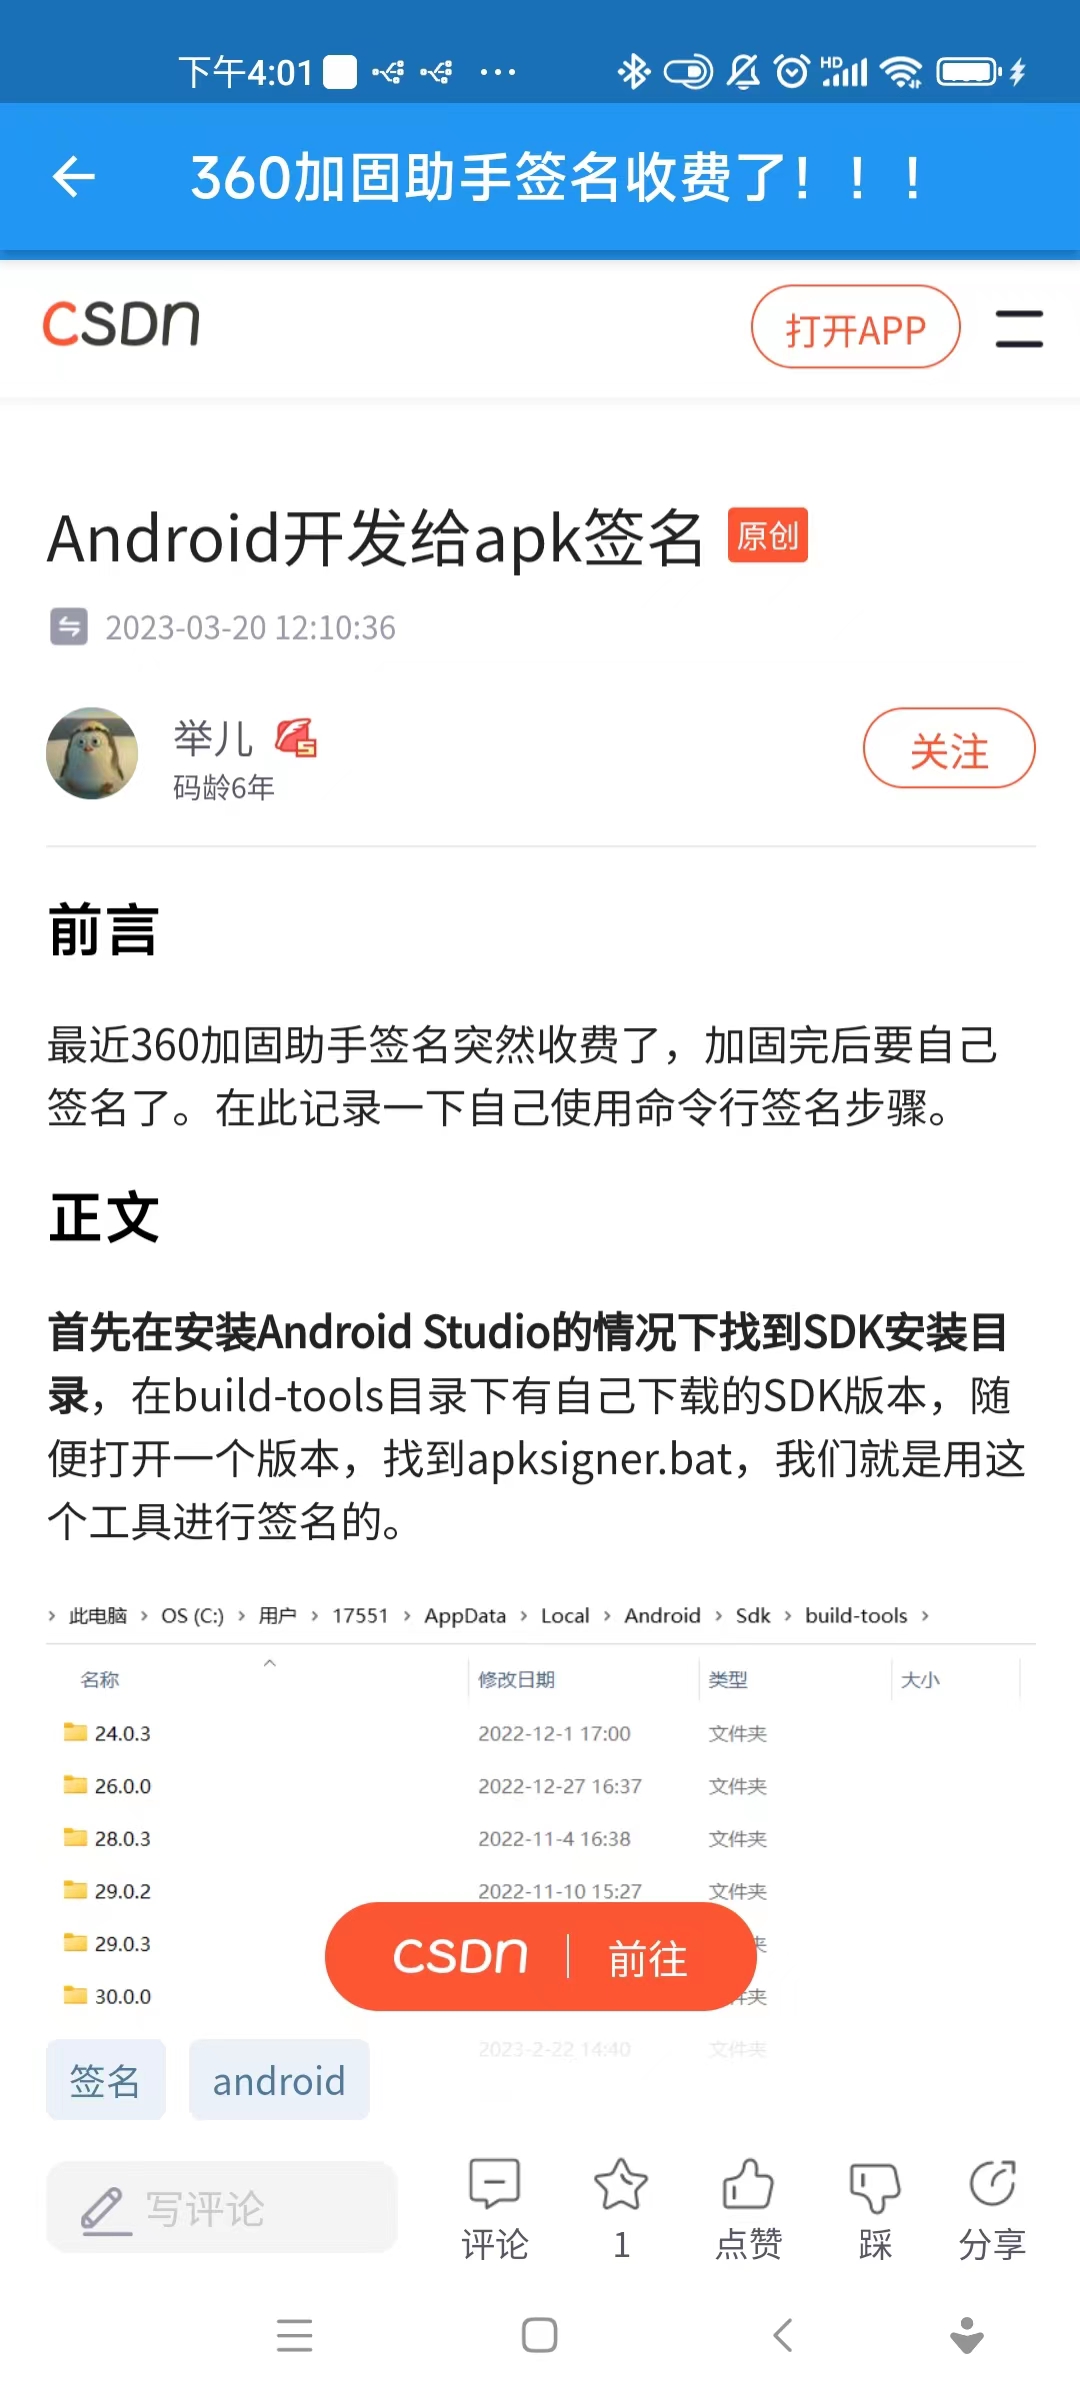 下午4:01
360加固助手签名收费了！！！
CSDN
打开APP
Android开发给apk签名 原创
2023-03-20 12:10:36
举儿
码龄6年
关注
前言
最近360加固助手签名突然收费了，加固完后要自己
签名了。在此记录一下自己使用命令行签名步骤。
正文
首先在安装Android Studio的情况下找到SDK安装目
录，在build-tools目录下有自己下载的SDK版本，随
便打开一个版本，找到apksigner.bat，我们就是用这
个工具进行签名的。
› 此电脑 › OS (C:) › 用户 › 17551 › AppData › Local › Android › Sdk › build-tools ›
名称 修改日期 类型 大小
24.0.3 2022-12-1 17:00 文件夹
26.0.0 2022-12-27 16:37 文件夹
28.0.3 2022-11-4 16:38 文件夹
29.0.2 2022-11-10 15:27 文件夹
29.0.3 夹
30.0.0 件夹
CSDN 前往
2023-2-22 14:40 文件夹
签名 android
写评论
评论 1 点赞 踩 分享